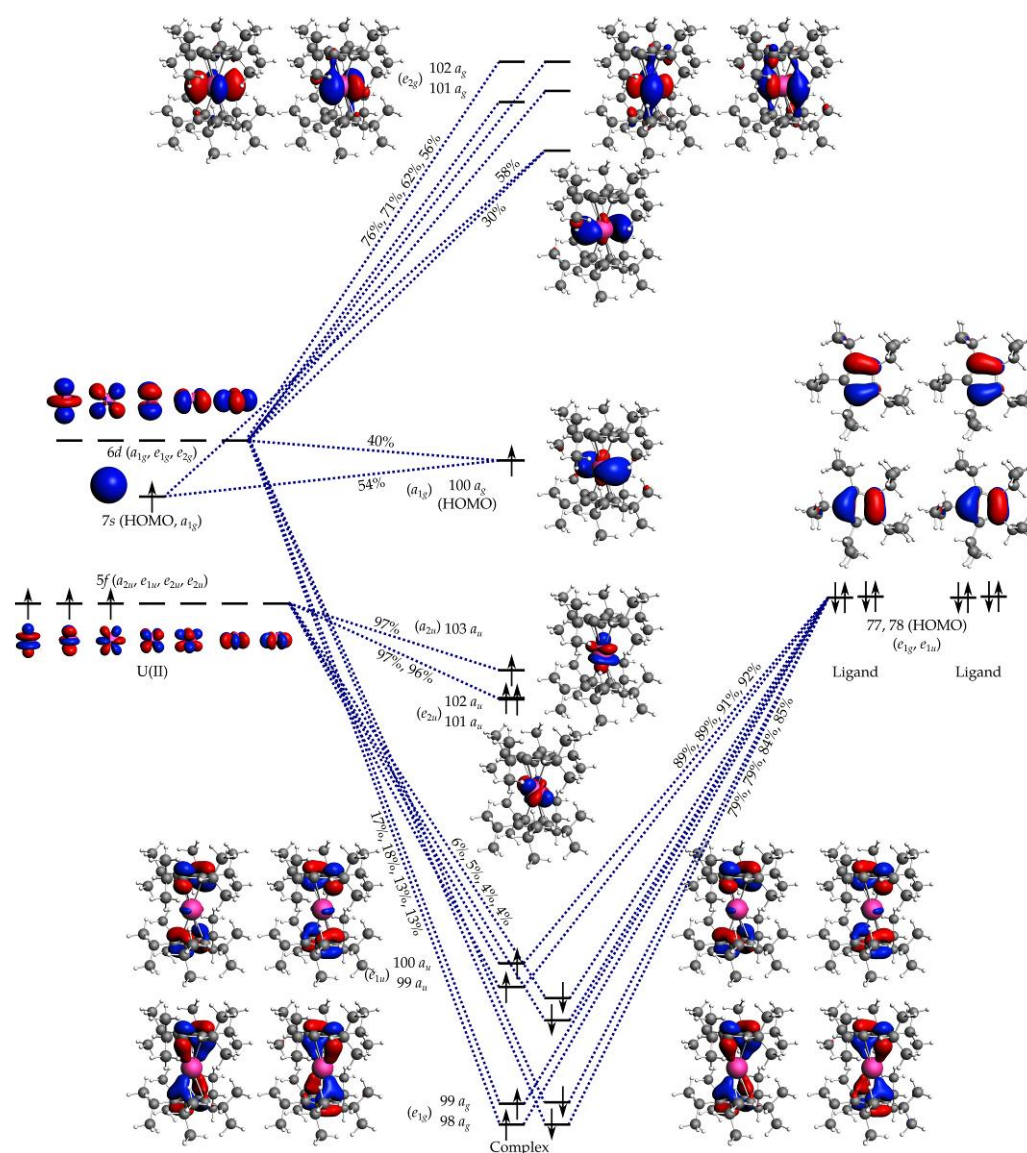 (e2g) 102 ag
101 ag
76%, 71%, 62%, 56%
58%
30%
6d (a1g, e1g, e2g)
40%
54%
(a1g) 100 ag
(HOMO)
7s (HOMO, a1g)
5f (a2u, e1u, e2u, e2u)
U(II)
97%
(a2u) 103 au
97%, 96%
102 au
(e2u) 101 au
77, 78 (HOMO)
(e1g, e1u)
Ligand
Ligand
89%, 89%, 91%, 92%
79%, 79%, 84%, 85%
17%, 18%, 13%, 13%
6%, 5%, 4%, 4%
100 au
(e1u) 99 au
99 ag
(e1g) 98 ag
Complex